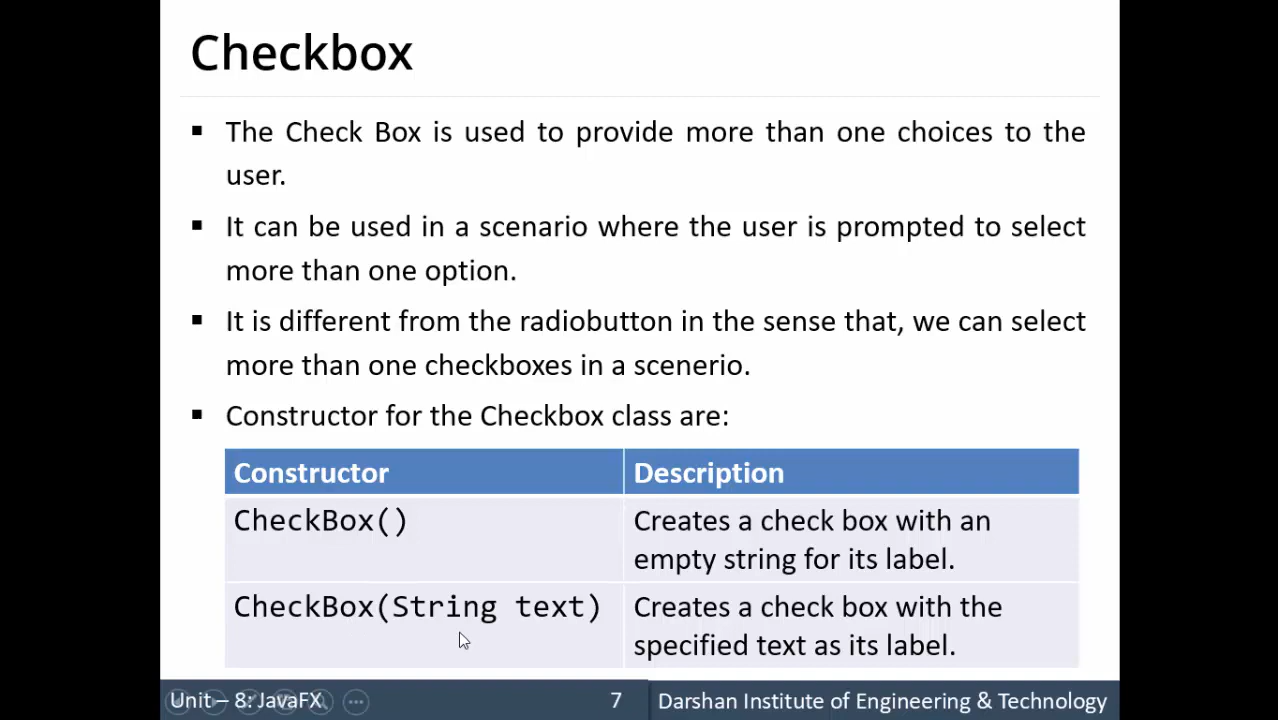 Checkbox
▪ The Check Box is used to provide more than one choices to the
user.
▪ It can be used in a scenario where the user is prompted to select
more than one option.
▪ It is different from the radiobutton in the sense that, we can select
more than one checkboxes in a scenerio.
▪ Constructor for the Checkbox class are:
Constructor Description
CheckBox() Creates a check box with an
empty string for its label.
CheckBox(String text) Creates a check box with the
specified text as its label.
Unit – 8: JavaFX 7 Darshan Institute of Engineering & Technology